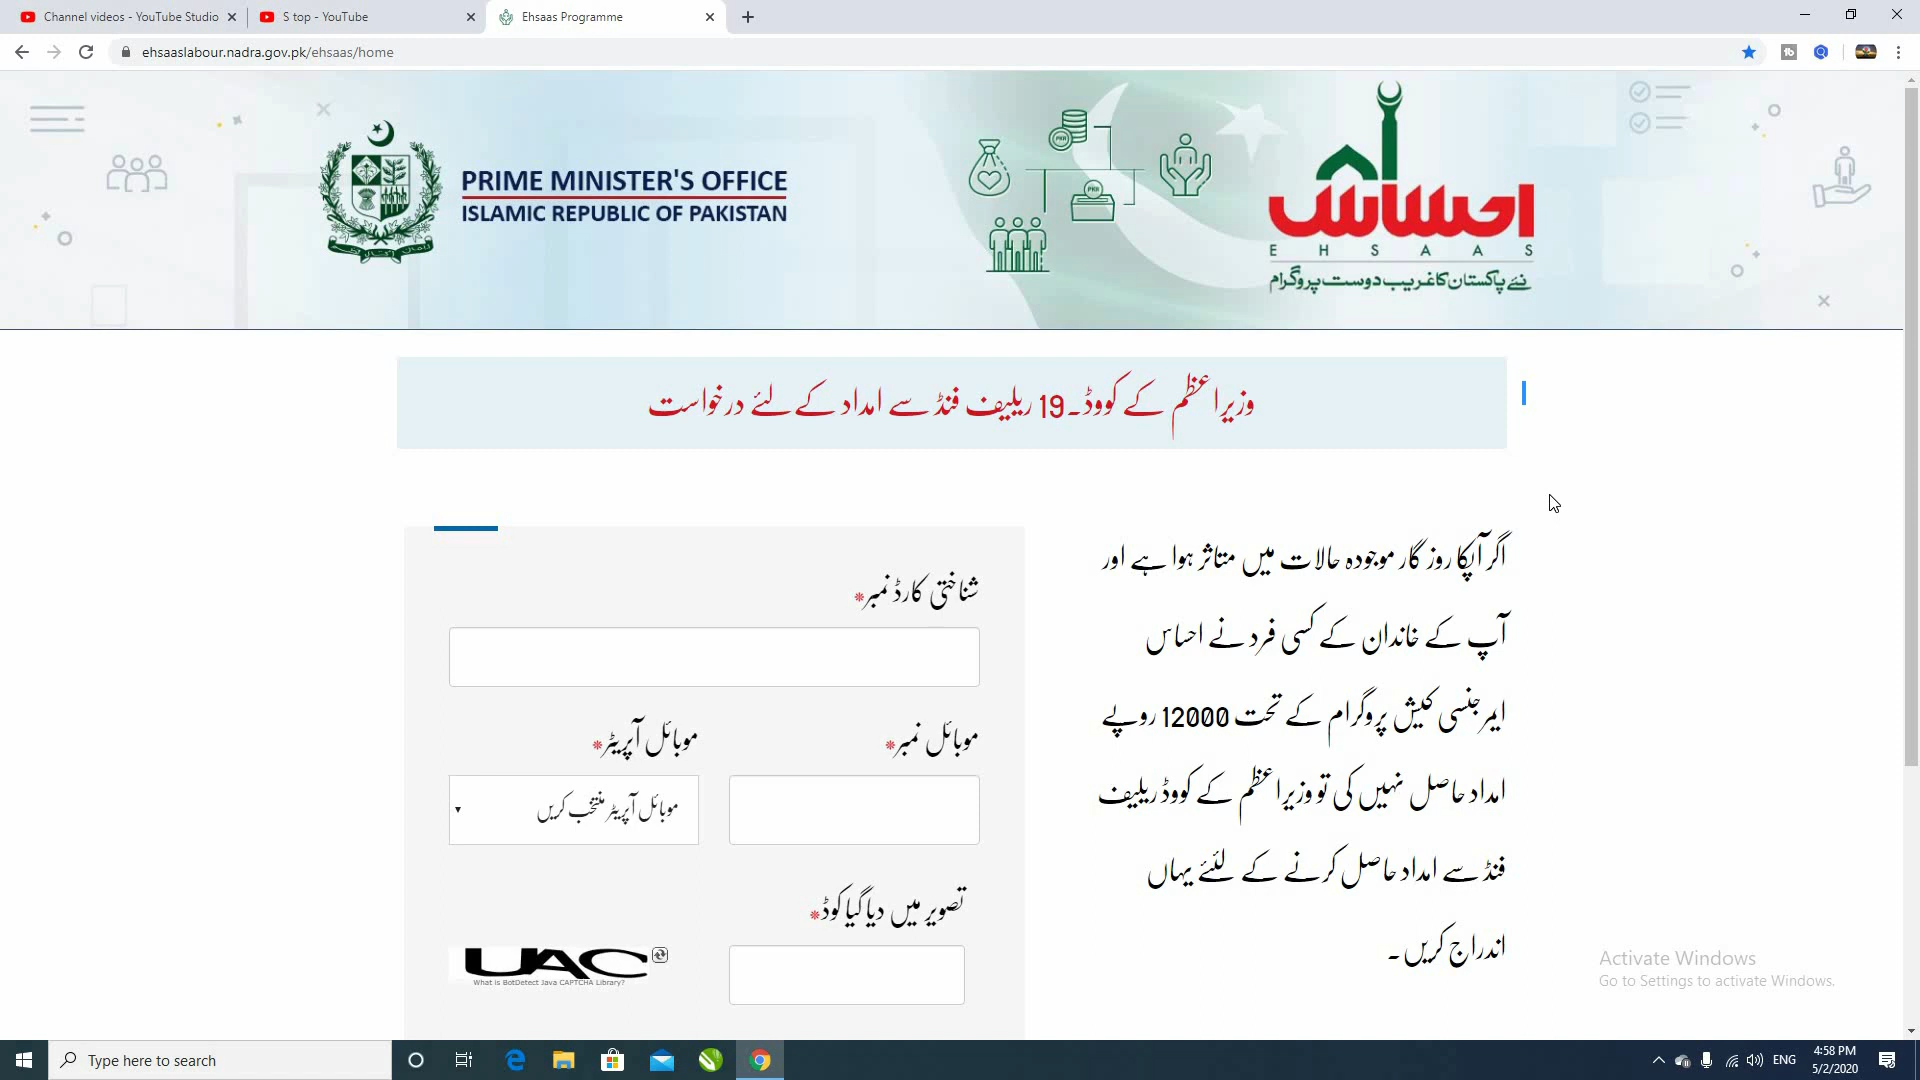 Channel videos - YouTube Studio
S top - YouTube
Ehsaas Programme
ehsaaslabour.nadra.gov.pk/ehsaas/home
PRIME MINISTER'S OFFICE
ISLAMIC REPUBLIC OF PAKISTAN
PKR
PKR
احساس
EHSAAS
نئے پاکستان کا غریب دوست پروگرام
وزیراعظم کے کووڈ۔19 ریلیف فنڈ سے امداد کے لئے درخواست
اگر آپکا روز گار موجودہ حالات میں متاثر ہوا ہے اور
آپ کے خاندان کے کسی فرد نے احساس
ایمرجنسی کیش پروگرام کے تحت 12000 روپے
امداد حاصل نہیں کی تو وزیراعظم کے کووڈ ریلیف
فنڈ سے امداد حاصل کرنے کے لئے یہاں
اندراج کریں۔
شناختی کارڈ نمبر*
موبائل نمبر*
موبائل آپریٹر*
موبائل آپریٹر منتخب کریں
تصویر میں دیا گیا کوڈ*
UAC
What is BotDetect Java CAPTCHA Library?
Activate Windows
Go to Settings to activate Windows.
Type here to search
ENG
4:58 PM
5/2/2020